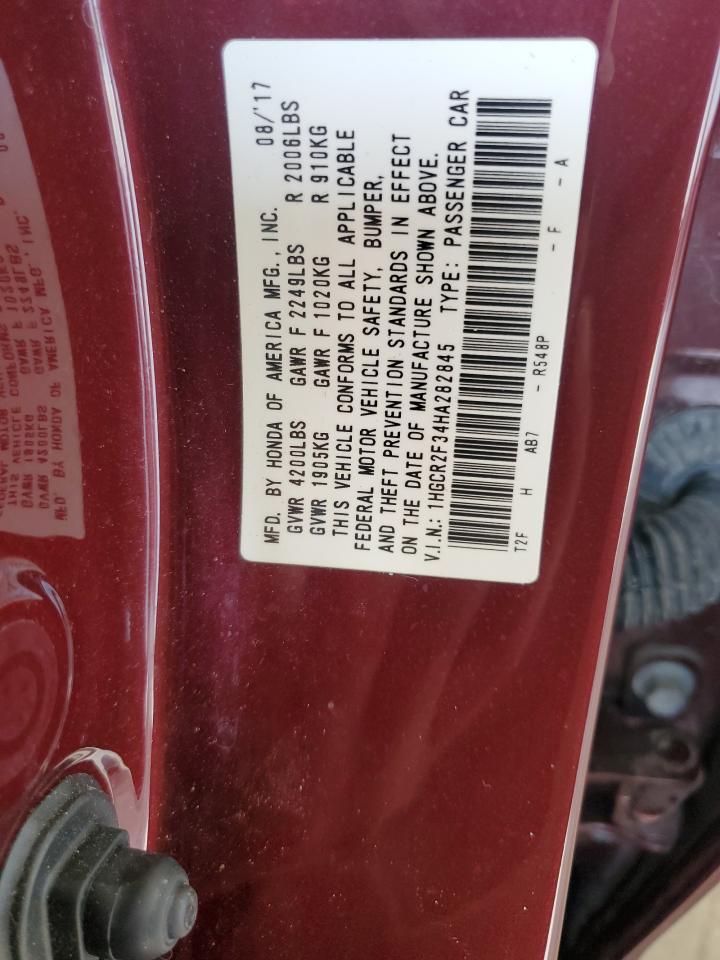 MFD. BY HONDA OF AMERICA MFG., INC. 08/'17
GVWR 4200LBS GAWR F 2249LBS R 2006LBS
GVWR 1905KG GAWR F 1020KG R 910KG
THIS VEHICLE CONFORMS TO ALL APPLICABLE
FEDERAL MOTOR VEHICLE SAFETY, BUMPER,
AND THEFT PREVENTION STANDARDS IN EFFECT
ON THE DATE OF MANUFACTURE SHOWN ABOVE.
V.I.N.: 1HGCR2F34HA282845 TYPE: PASSENGER CAR
T2F H AB7 - R548P - F - A